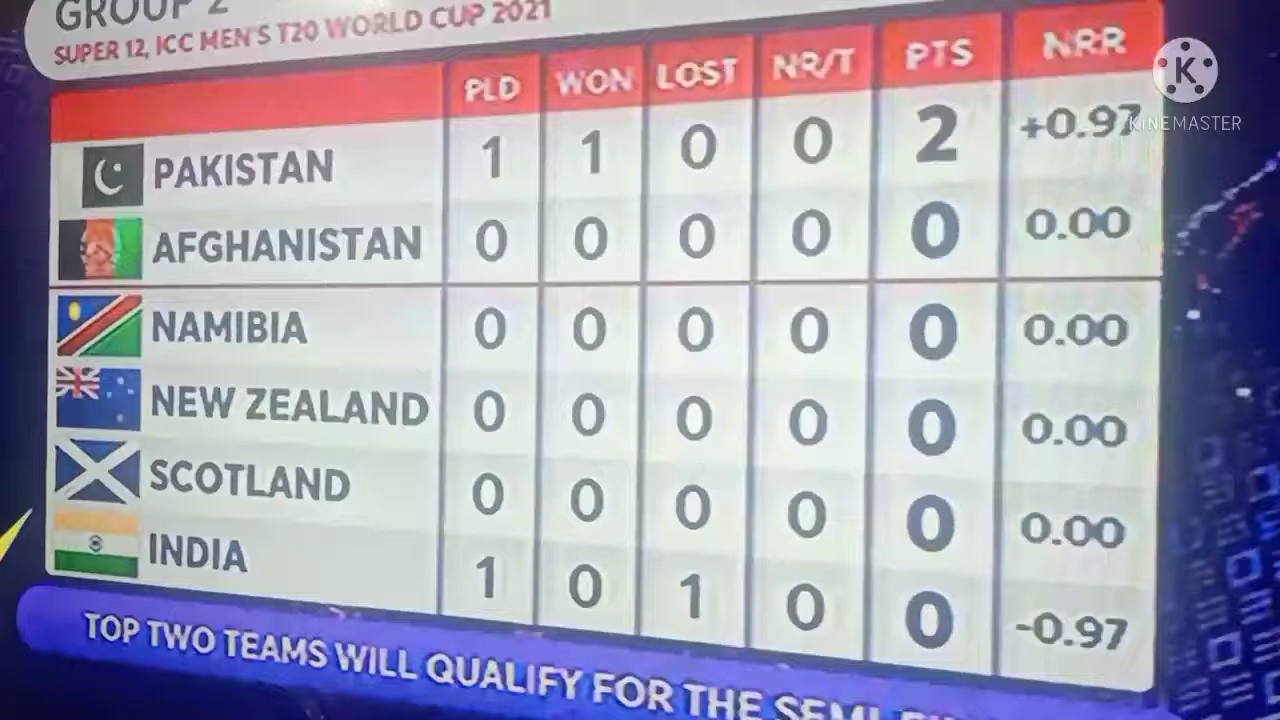 GROUP 2
SUPER 12, ICC MEN'S T20 WORLD CUP 2021
PLD WON LOST NR/T PTS NRR
PAKISTAN 1 1 0 0 2 +0.97
AFGHANISTAN 0 0 0 0 0 0.00
NAMIBIA 0 0 0 0 0 0.00
NEW ZEALAND 0 0 0 0 0 0.00
SCOTLAND 0 0 0 0 0 0.00
INDIA 1 0 1 0 0 -0.97
TOP TWO TEAMS WILL QUALIFY FOR THE
K
KINEMASTER